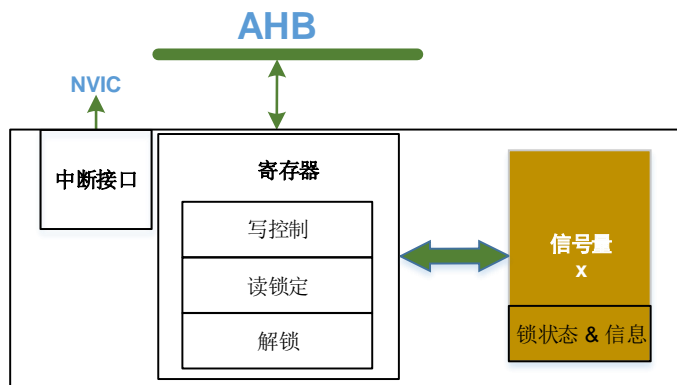 AHB
NVIC
中断接口
寄存器
写控制
读锁定
解锁
信号量
x
锁状态 & 信息